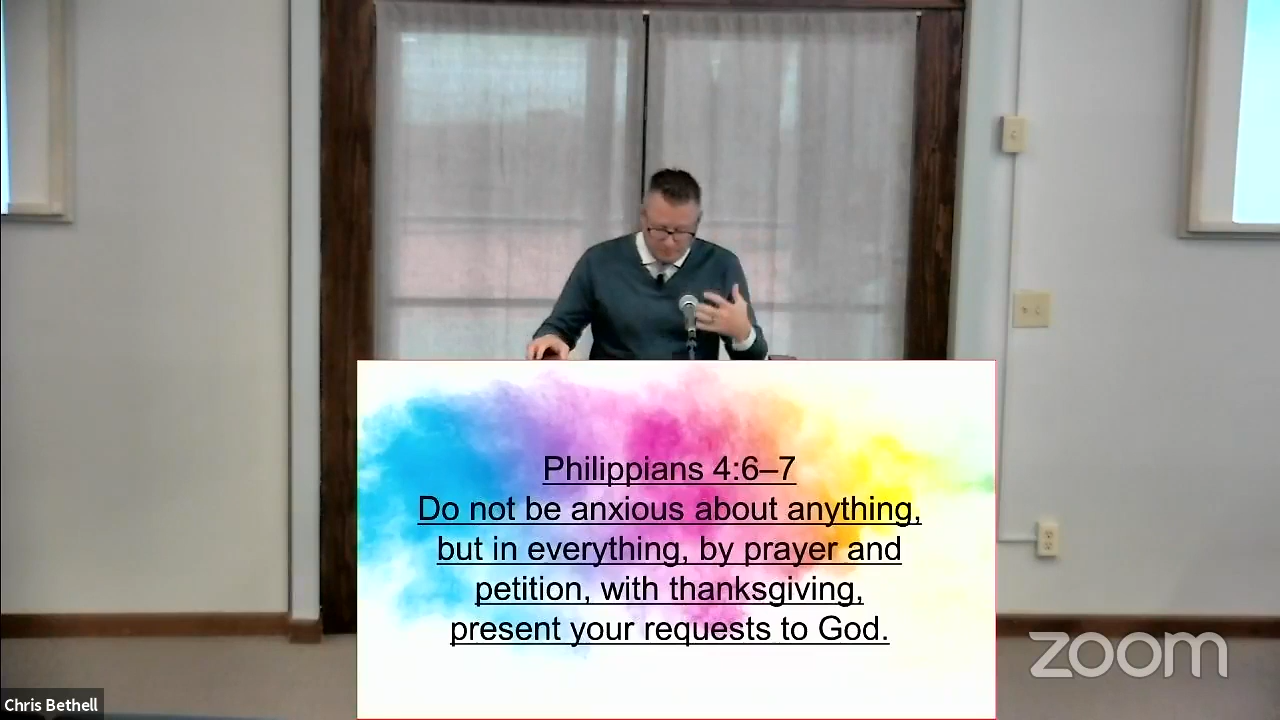 Philippians 4:6–7
Do not be anxious about anything,
but in everything, by prayer and
petition, with thanksgiving,
present your requests to God.
zoom
Chris Bethell